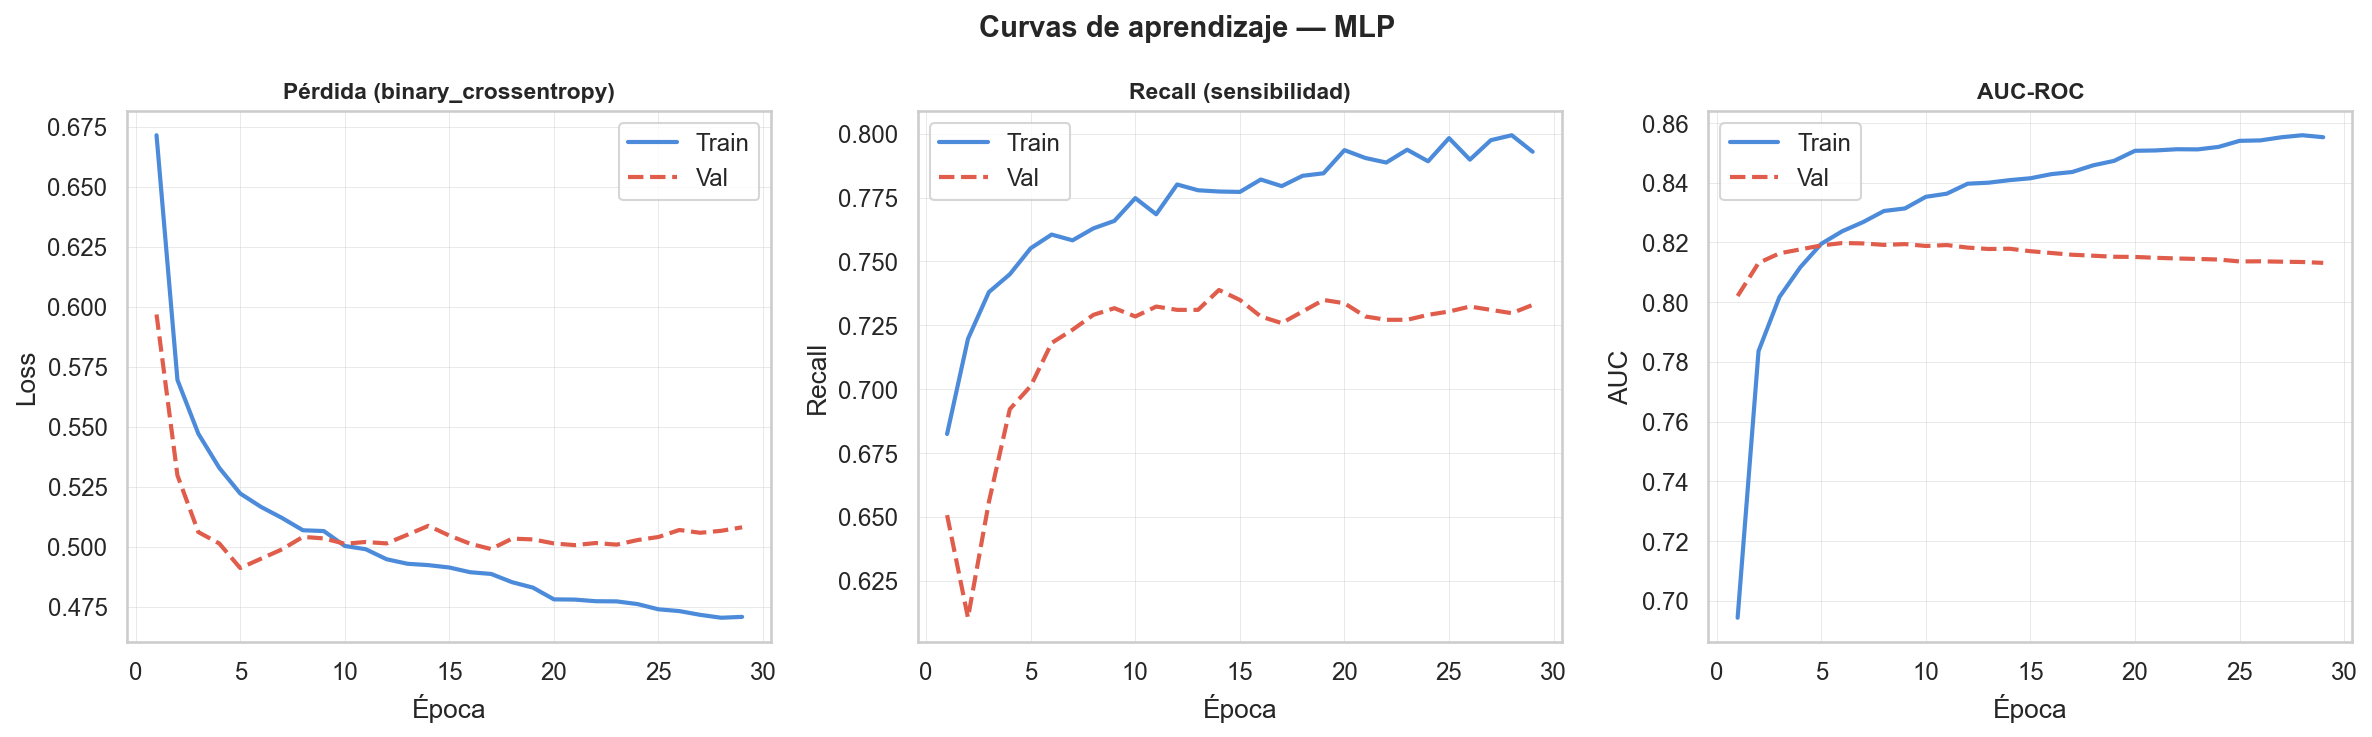 Curvas de aprendizaje — MLP
Pérdida (binary_crossentropy)
0.675
0.650
0.625
0.600
0.575
0.550
0.525
0.500
0.475
Loss
Train
Val
0
5
10
15
20
25
30
Época
Recall (sensibilidad)
0.800
0.775
0.750
0.725
0.700
0.675
0.650
0.625
Recall
Train
Val
0
5
10
15
20
25
30
Época
AUC-ROC
0.86
0.84
0.82
0.80
0.78
0.76
0.74
0.72
0.70
AUC
Train
Val
0
5
10
15
20
25
30
Época